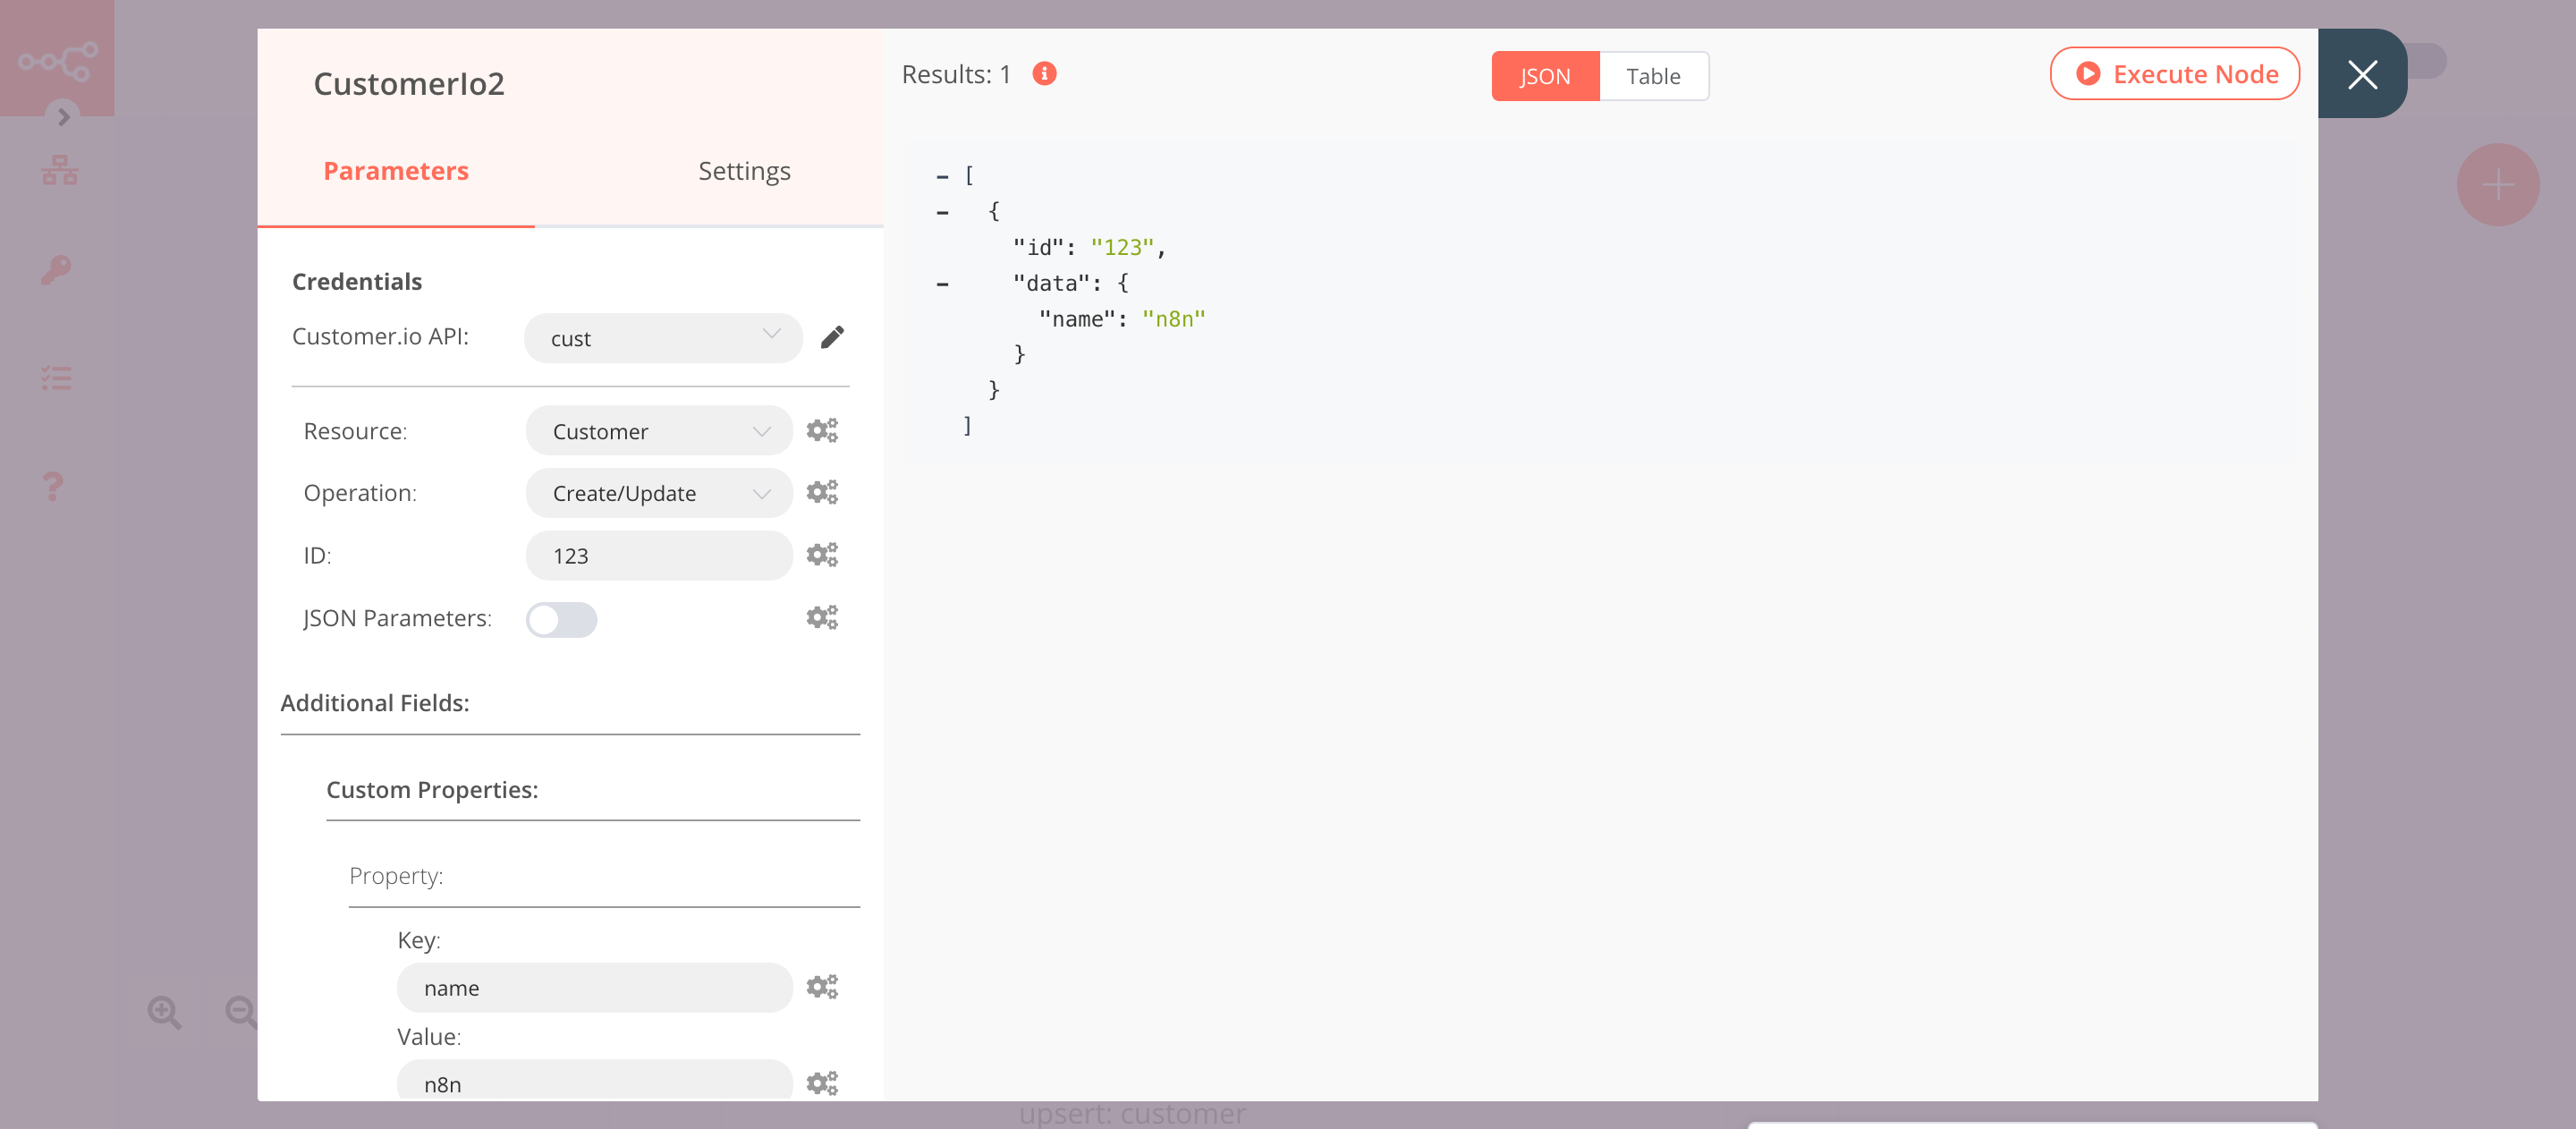 CustomerIo2
Parameters
Settings
Credentials
Customer.io API:
cust
Resource:
Customer
Operation:
Create/Update
ID:
123
JSON Parameters:
Additional Fields:
Custom Properties:
Property:
Key:
name
Value:
n8n
Results: 1
JSON
Table
Execute Node
[
{
"id": "123",
"data": {
"name": "n8n"
}
}
]
upsert: customer